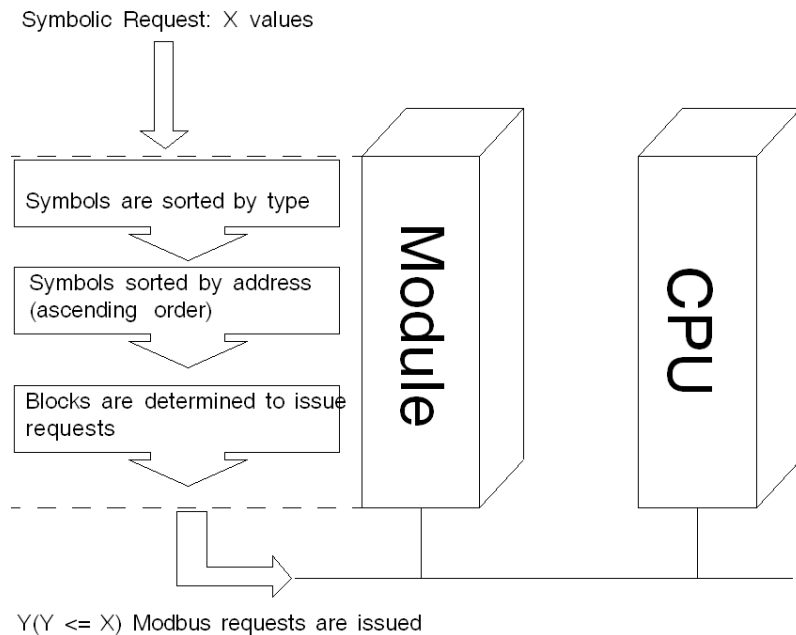 Symbolic Request: X values
Symbols are sorted by type
Symbols sorted by address
(ascending order)
Blocks are determined to issue
requests
Module
CPU
Y(Y <= X) Modbus requests are issued